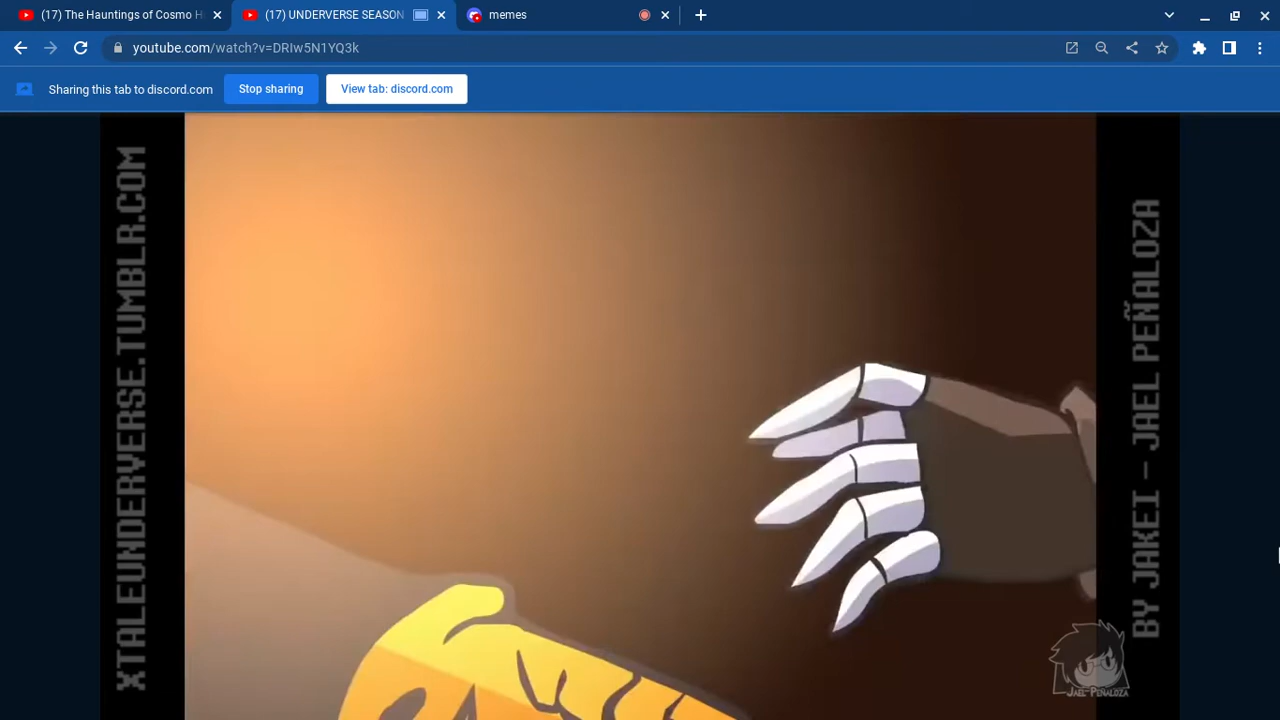 (17) The Hauntings of Cosmo H
(17) UNDERVERSE SEASON
memes
youtube.com/watch?v=DRIw5N1YQ3k
Sharing this tab to discord.com
Stop sharing
View tab: discord.com
XTALEUNDERVERSE.TUMBLR.COM
BY JAKEI - JAEL PEÑALOZA
JAEL PEÑALOZA